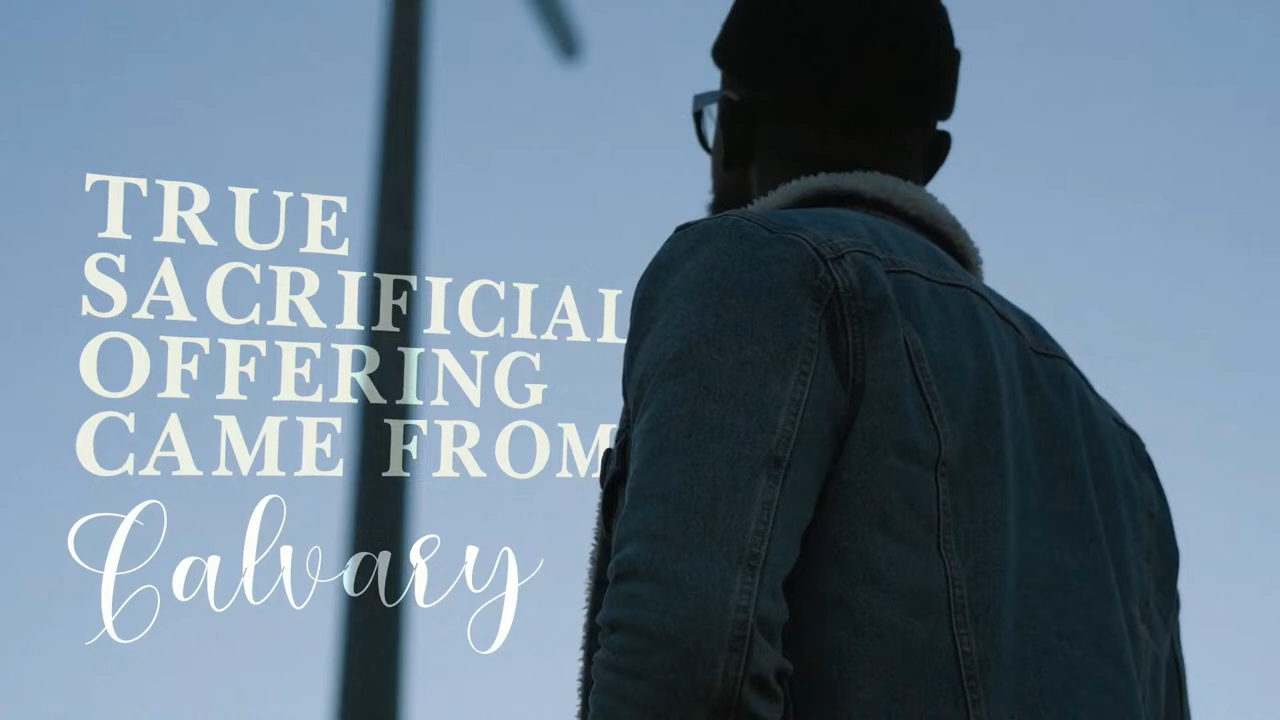 TRUE
SACRIFICIAL
OFFERING
CAME FROM
Calvary